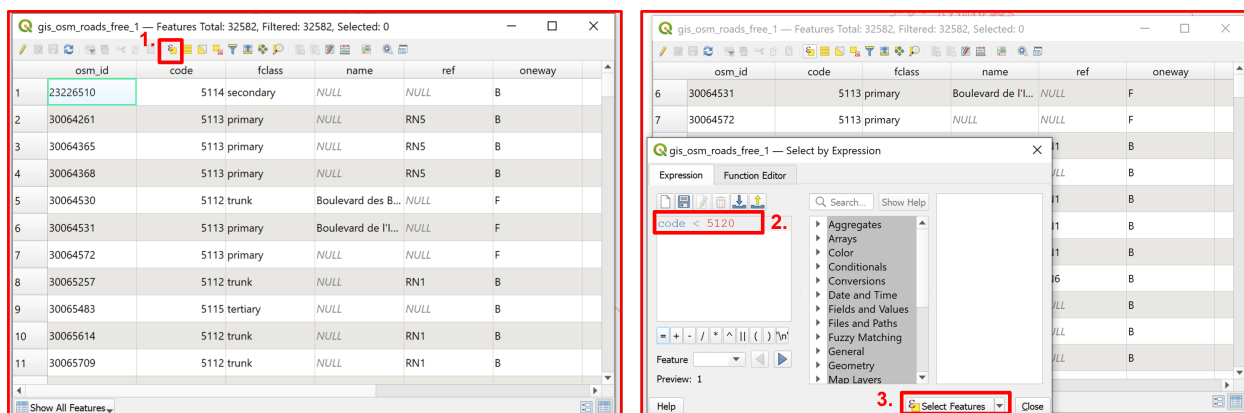 gis_osm_roads_free_1 — Features Total: 32582, Filtered: 32582, Selected: 0
1.
osm_id code fclass name ref oneway
1 23226510 5114 secondary NULL NULL B
2 30064261 5113 primary NULL RN5 B
3 30064365 5113 primary NULL RN5 B
4 30064368 5113 primary NULL RN5 B
5 30064530 5112 trunk Boulevard des B... NULL F
6 30064531 5113 primary Boulevard de l'I... NULL F
7 30064572 5113 primary NULL NULL F
8 30065257 5112 trunk NULL RN1 B
9 30065483 5115 tertiary NULL NULL B
10 30065614 5112 trunk NULL RN1 B
11 30065709 5112 trunk NULL RN1 B
Show All Features
gis_osm_roads_free_1 — Features Total: 32582, Filtered: 32582, Selected: 0
osm_id code fclass name ref oneway
6 30064531 5113 primary Boulevard de l'I... NULL F
7 30064572 5113 primary NULL NULL F
gis_osm_roads_free_1 — Select by Expression
Expression Function Editor
Search... Show Help
code < 5120 2.
Aggregates
Arrays
Color
Conditionals
Conversions
Date and Time
Fields and Values
Files and Paths
Fuzzy Matching
General
Geometry
Map Layers
= + - / * ^ || ( ) '\n'
Feature
Preview: 1
Help 3. Select Features Close
B
B
B
B
B
B
B
B